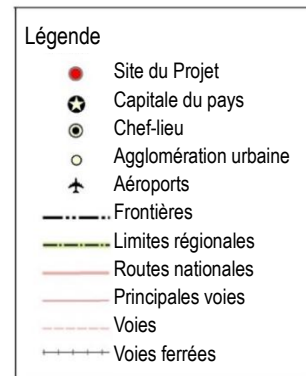 Légende
Site du Projet
Capitale du pays
Chef-lieu
Agglomération urbaine
Aéroports
Frontières
Limites régionales
Routes nationales
Principales voies
Voies
Voies ferrées